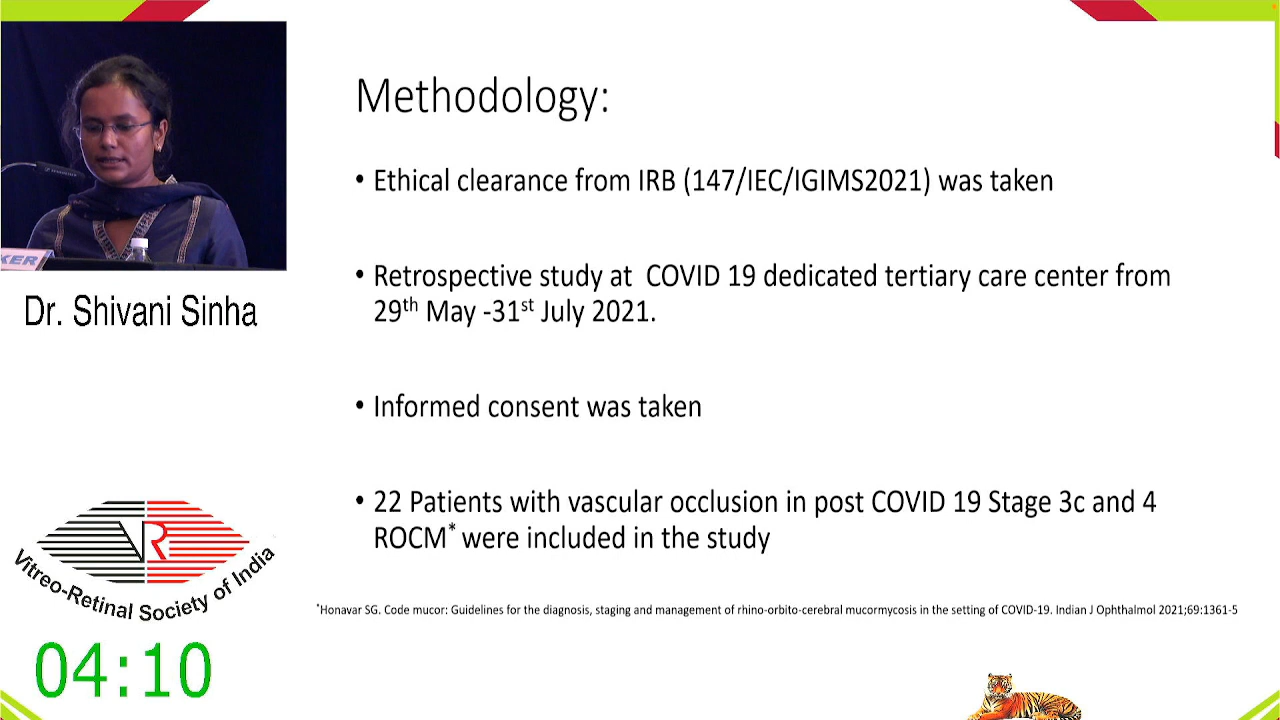 Methodology:
• Ethical clearance from IRB (147/IEC/IGIMS2021) was taken
• Retrospective study at COVID 19 dedicated tertiary care center from
29th May -31st July 2021.
• Informed consent was taken
• 22 Patients with vascular occlusion in post COVID 19 Stage 3c and 4
ROCM* were included in the study
*Honavar SG. Code mucor: Guidelines for the diagnosis, staging and management of rhino-orbito-cerebral mucormycosis in the setting of COVID-19. Indian J Ophthalmol 2021;69:1361-5
KER
Dr. Shivani Sinha
VR
Vitreo-Retinal Society of India
04:10